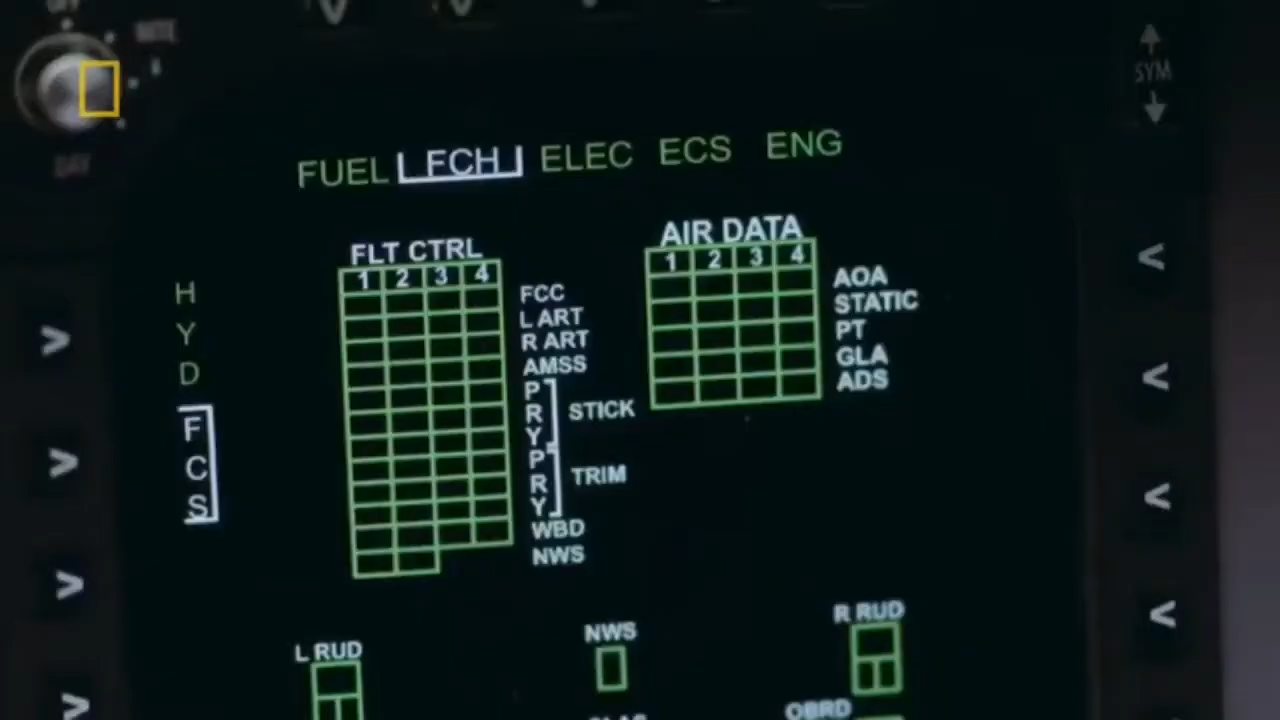 SYM
FUEL FCH ELEC ECS ENG
FLT CTRL
1 2 3 4
FCC
L ART
R ART
AMSS
P
R
Y
STICK
P
R
Y
TRIM
WBD
NWS
AIR DATA
1 2 3 4
AOA
STATIC
PT
GLA
ADS
H
Y
D
F
C
S
L RUD
NWS
R RUD
OBRD